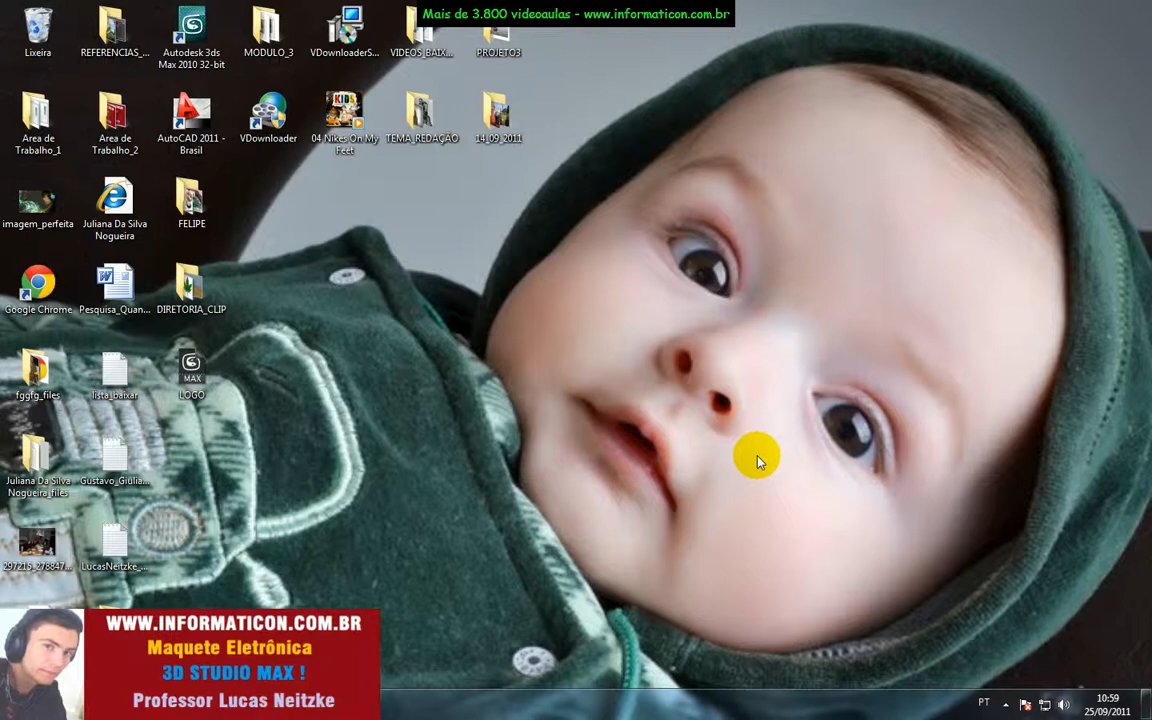 Mais de 3.800 videoaulas - www.informaticon.com.br
Lixeira
REFERENCIAS_...
Autodesk 3ds
Max 2010 32-bit
MODULO_3
VDownloaderS...
VIDEOS_BAIX...
PROJETO3
Area de
Trabalho_1
Area de
Trabalho_2
AutoCAD 2011 -
Brasil
VDownloader
KIDS
04 Nikes On My
Feet
TEMA_REDAÇÃO
14_09_2011
imagem_perfeita
Juliana Da Silva
Nogueira
FELIPE
Google Chrome
Pesquisa_Quan...
DIRETORIA_CLIP
fggfg_files
lista_baixar
MAX
LOGO
Juliana Da Silva
Nogueira_files
Gustavo_Giulia...
297215_278847...
LucasNeitzke_...
WWW.INFORMATICON.COM.BR
Maquete Eletrônica
3D STUDIO MAX !
Professor Lucas Neitzke
PT
10:59
25/09/2011